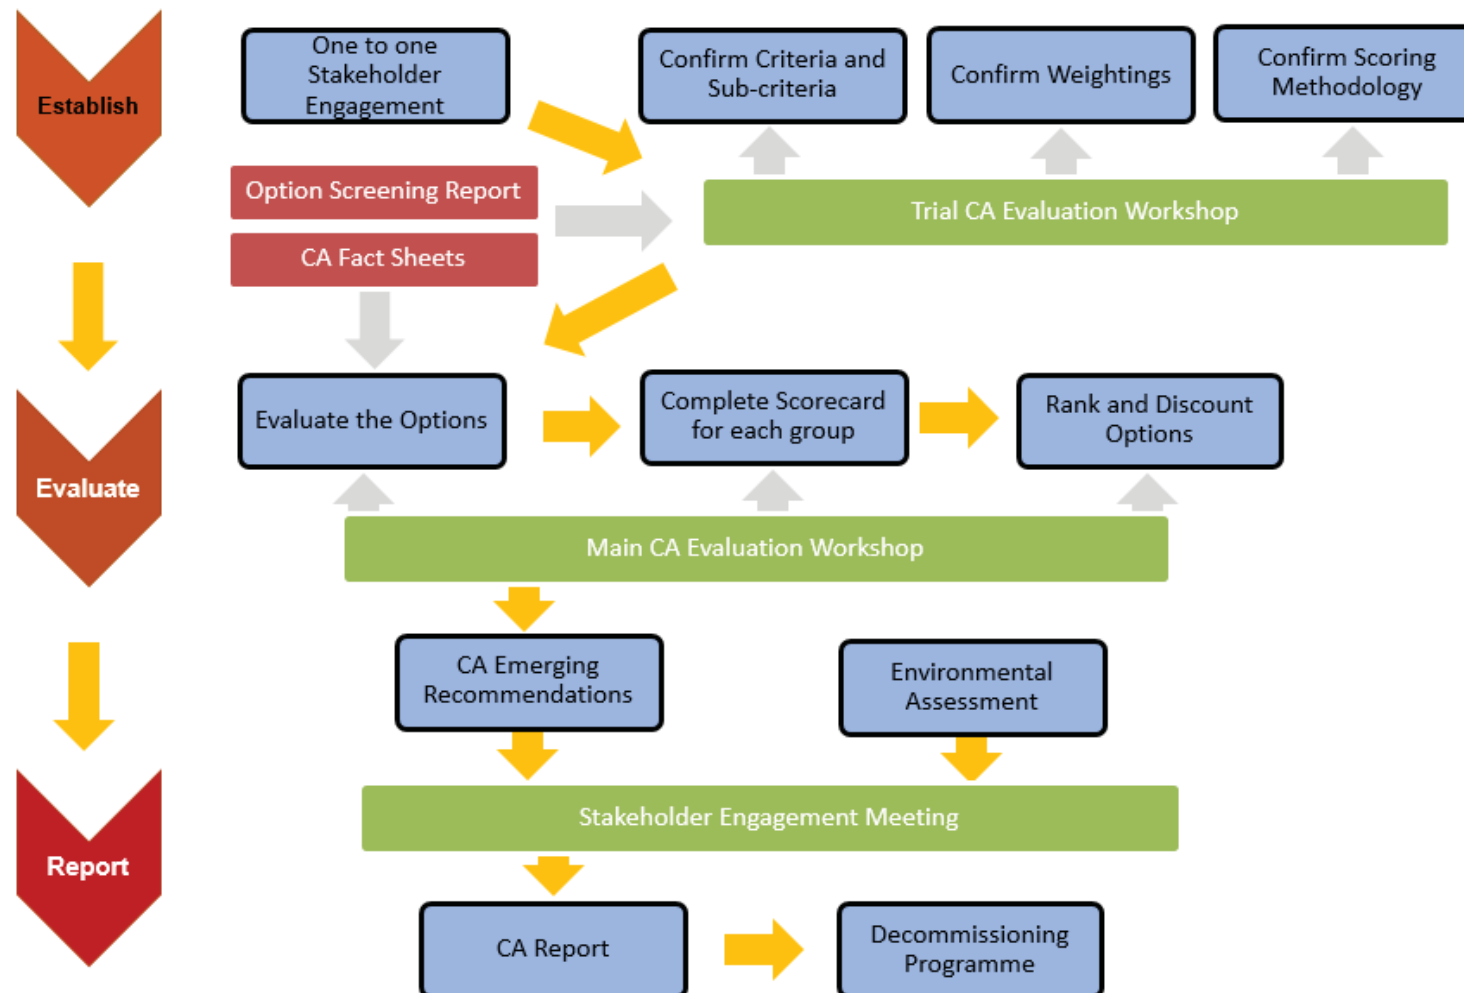 Establish
One to one
Stakeholder
Engagement
Confirm Criteria and
Sub-criteria
Confirm Weightings
Confirm Scoring
Methodology
Option Screening Report
CA Fact Sheets
Trial CA Evaluation Workshop
Evaluate
Evaluate the Options
Complete Scorecard
for each group
Rank and Discount
Options
Main CA Evaluation Workshop
CA Emerging
Recommendations
Environmental
Assessment
Report
Stakeholder Engagement Meeting
CA Report
Decommissioning
Programme